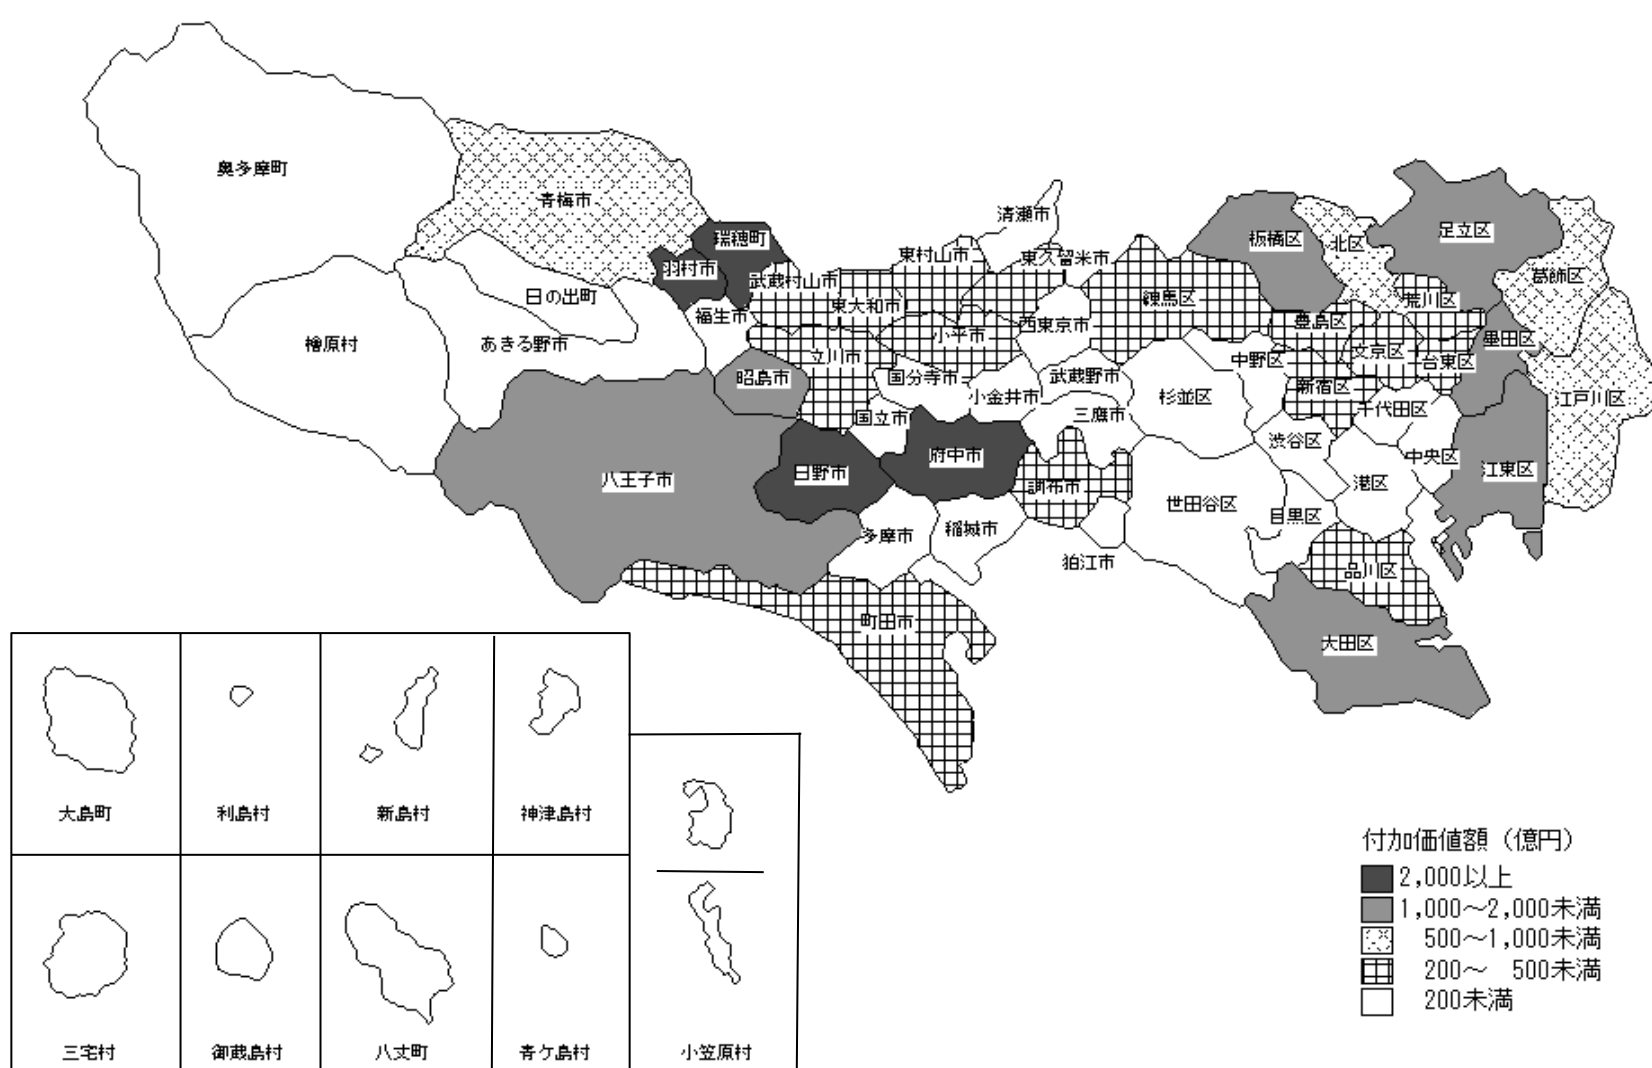 奥多摩町
青梅市
清瀬市
瑞穂町
羽村市
武蔵村山市
東村山市
東久留米市
板橋区
北区
足立区
葛飾区
日の出町
福生市
東大和市
練馬区
荒川区
檜原村
あきる野市
立川市
小平市
西東京市
豊島区
文京区
台東区
墨田区
昭島市
国分寺市
小金井市
武蔵野市
杉並区
中野区
新宿区
千代田区
江戸川区
国立市
三鷹市
渋谷区
中央区
八王子市
日野市
府中市
調布市
世田谷区
目黒区
港区
江東区
多摩市
稲城市
狛江市
品川区
町田市
大田区
大島町
利島村
新島村
神津島村
三宅村
御蔵島村
八丈町
青ケ島村
小笠原村
付加価値額（億円）
2,000以上
1,000～2,000未満
500～1,000未満
200～ 500未満
200未満